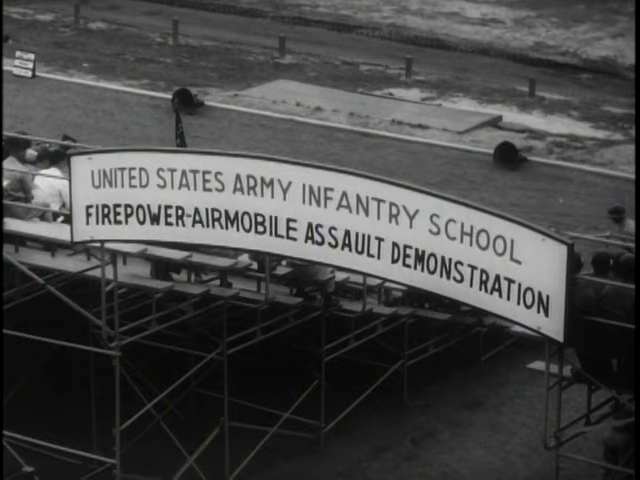 UNITED STATES ARMY INFANTRY SCHOOL
FIREPOWER-AIRMOBILE ASSAULT DEMONSTRATION